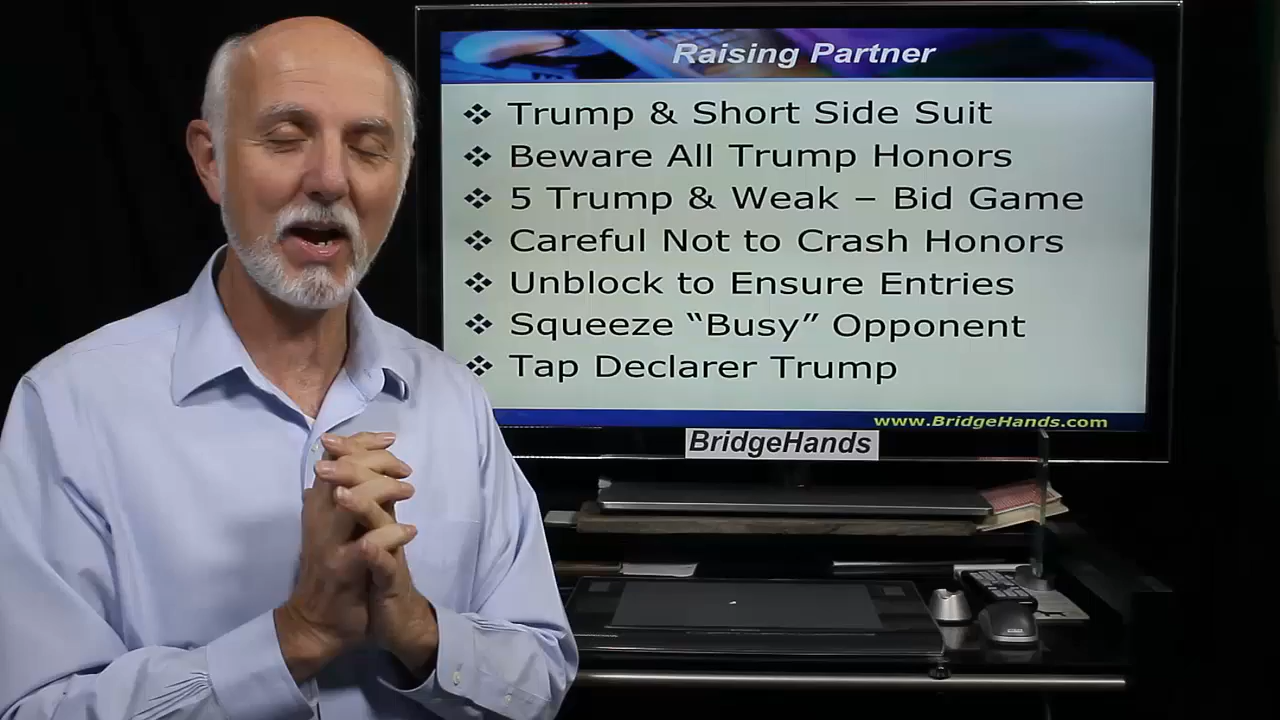 Raising Partner
❖ Trump & Short Side Suit
❖ Beware All Trump Honors
❖ 5 Trump & Weak – Bid Game
❖ Careful Not to Crash Honors
❖ Unblock to Ensure Entries
❖ Squeeze “Busy” Opponent
❖ Tap Declarer Trump
www.BridgeHands.com
BridgeHands